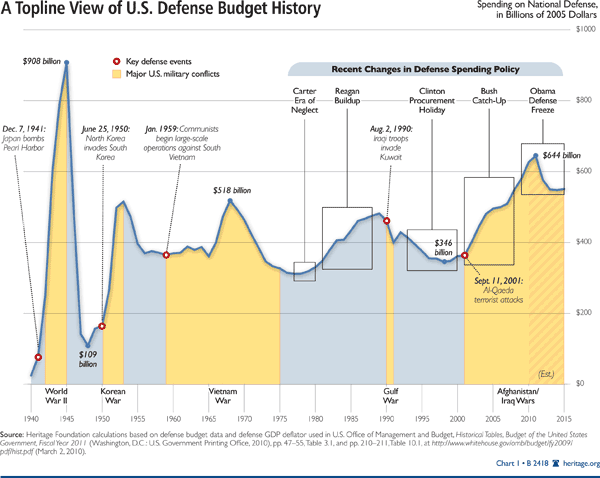 A Topline View of U.S. Defense Budget History
Spending on National Defense,
in Billions of 2005 Dollars
$1000
$908 billion
Key defense events
Major U.S. military conflicts
Recent Changes in Defense Spending Policy
Carter
Era of
Neglect
Reagan
Buildup
Clinton
Procurement
Holiday
Bush
Catch-Up
Obama
Defense
Freeze
$800
Dec. 7, 1941:
Japan bombs
Pearl Harbor
June 25, 1950:
North Korea
invades South
Korea
Jan. 1959: Communists
begin large-scale
operations against South
Vietnam
Aug. 2, 1990:
Iraqi troops
invade
Kuwait
$644 billion
$600
$518 billion
$400
$346
billion
Sept. 11, 2001:
Al-Qaeda
terrorist attacks
$200
$109
billion
(Est.)
$0
World
War II
Korean
War
Vietnam
War
Gulf
War
Afghanistan/
Iraq Wars
1940 1945 1950 1955 1960 1965 1970 1975 1980 1985 1990 1995 2000 2005 2010 2015
Source: Heritage Foundation calculations based on defense budget data and defense GDP deflator used in U.S. Office of Management and Budget, Historical Tables, Budget of the United States
Government, Fiscal Year 2011 (Washington, D.C.: U.S. Government Printing Office, 2010), pp. 47–55, Table 3.1, and pp. 210–211, Table 10.1, at http://www.whitehouse.gov/omb/budget/fy2009/
pdf/hist.pdf (March 2, 2010).
Chart 1 • B 2418 heritage.org